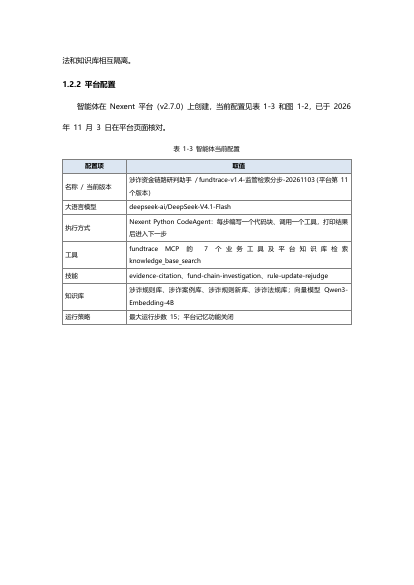 法和知识库相互隔离。
1.2.2 平台配置
智能体在 Nexent 平台（v2.7.0）上创建，当前配置见表 1-3 和图 1-2，已于 2026
年 11 月 3 日在平台页面核对。
表 1-3 智能体当前配置
配置项 取值
名称 / 当前版本 涉诈资金链路研判助手 / fundtrace-v1.4-监管检索分步-20261103 (平台第 11
个版本)
大语言模型 deepseek-ai/DeepSeek-V4.1-Flash
执行方式 Nexent Python CodeAgent：每步编写一个代码块、调用一个工具，打印结果
后进入下一步
工具 fundtrace MCP 的 7 个业务工具及平台知识库检索
knowledge_base_search
技能 evidence-citation、fund-chain-investigation、rule-update-rejudge
知识库 涉诈规则库、涉诈案例库、涉诈规则新库、涉诈法规库；向量模型 Qwen3-
Embedding-4B
运行策略 最大运行步数 15；平台记忆功能关闭